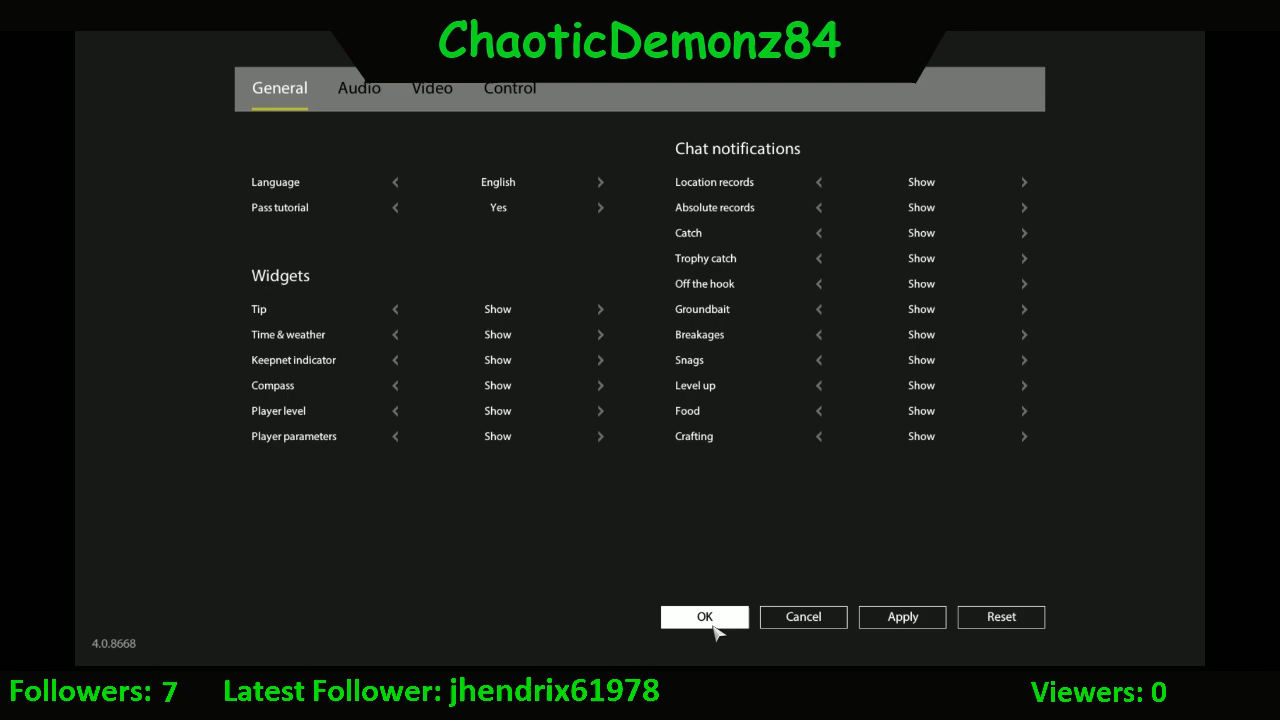 ChaoticDemonz84
General Audio Video Control
Language English
Pass tutorial Yes
Widgets
Tip Show
Time & weather Show
Keepnet indicator Show
Compass Show
Player level Show
Player parameters Show
Chat notifications
Location records Show
Absolute records Show
Catch Show
Trophy catch Show
Off the hook Show
Groundbait Show
Breakages Show
Snags Show
Level up Show
Food Show
Crafting Show
OK Cancel Apply Reset
4.0.8668
Followers: 7 Latest Follower: jhendrix61978 Viewers: 0